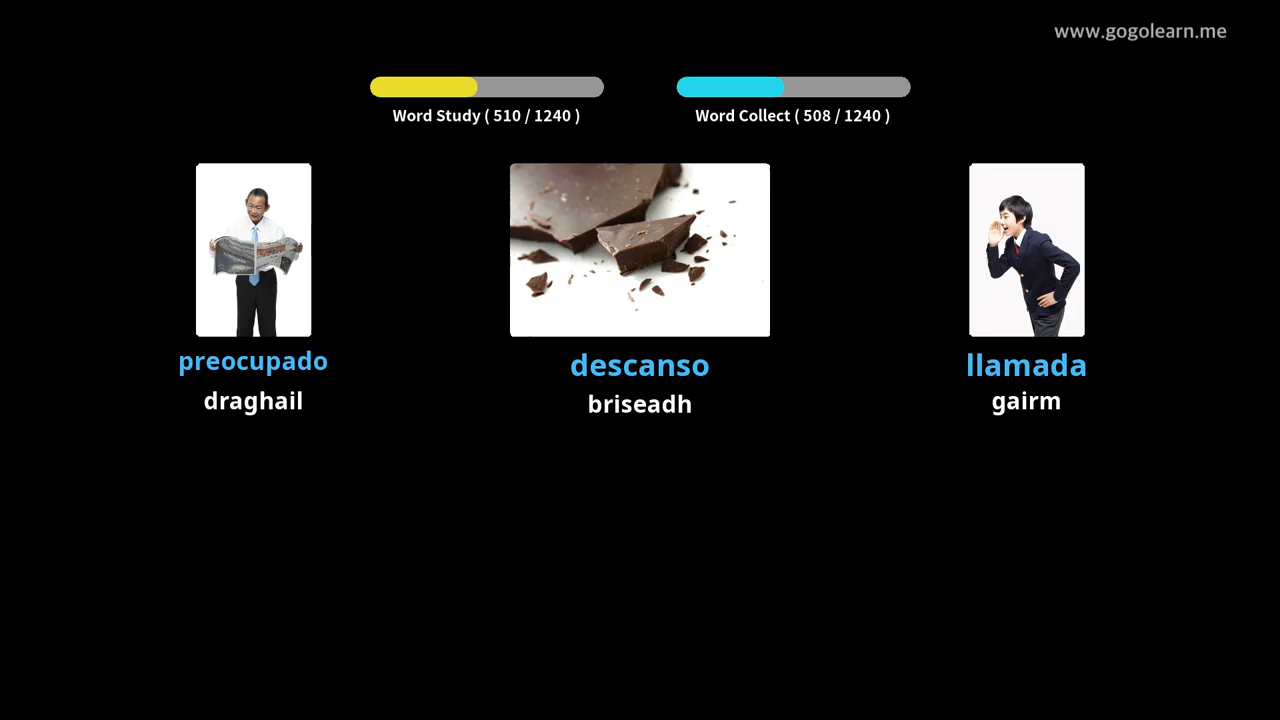 www.gogolearn.me
Word Study ( 510 / 1240 )
Word Collect ( 508 / 1240 )
preocupado
draghail
descanso
briseadh
llamada
gairm